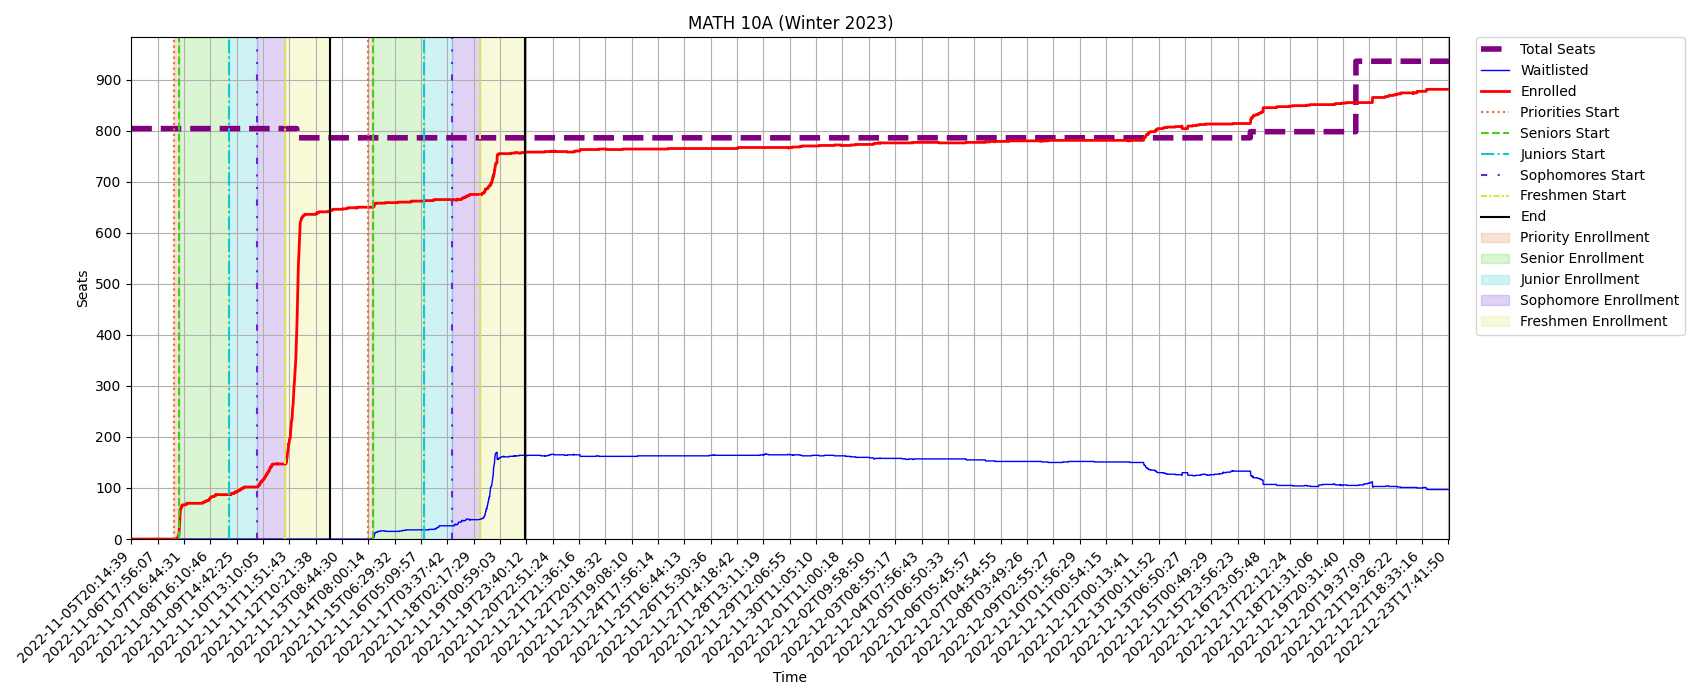 MATH 10A (Winter 2023)
Total Seats
Waitlisted
Enrolled
Priorities Start
Seniors Start
Juniors Start
Sophomores Start
Freshmen Start
End
Priority Enrollment
Senior Enrollment
Junior Enrollment
Sophomore Enrollment
Freshmen Enrollment
900
800
700
600
500
400
300
200
100
0
Seats
2022-11-05T20:14:39
2022-11-06T17:56:07
2022-11-07T16:44:31
2022-11-08T16:10:46
2022-11-09T14:42:25
2022-11-10T13:10:05
2022-11-11T11:51:43
2022-11-12T10:21:38
2022-11-13T08:44:30
2022-11-14T08:00:14
2022-11-15T06:29:32
2022-11-16T05:09:57
2022-11-17T03:37:42
2022-11-18T02:17:29
2022-11-19T00:59:03
2022-11-19T23:40:12
2022-11-20T22:51:24
2022-11-21T21:36:16
2022-11-22T20:18:32
2022-11-23T19:08:10
2022-11-24T17:56:14
2022-11-25T16:44:13
2022-11-26T15:30:36
2022-11-27T14:18:42
2022-11-28T13:11:19
2022-11-29T12:06:55
2022-11-30T11:05:10
2022-12-01T11:00:18
2022-12-02T09:58:50
2022-12-03T08:55:17
2022-12-04T07:56:43
2022-12-05T06:50:33
2022-12-06T05:45:57
2022-12-07T04:54:55
2022-12-08T03:49:26
2022-12-09T02:55:27
2022-12-10T01:56:29
2022-12-11T00:54:15
2022-12-12T00:13:41
2022-12-13T00:11:52
2022-12-13T06:50:27
2022-12-15T00:49:29
2022-12-15T23:56:23
2022-12-16T23:05:48
2022-12-17T22:12:24
2022-12-18T21:31:06
2022-12-19T20:31:40
2022-12-20T19:37:09
2022-12-21T19:26:22
2022-12-22T18:33:16
2022-12-23T17:41:50
Time